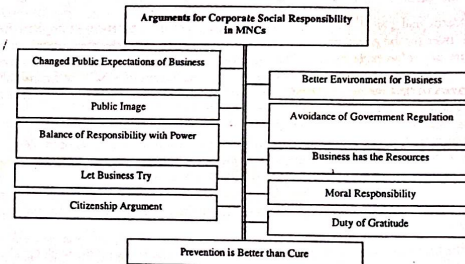 Arguments for Corporate Social Responsibility
in MNCs
Changed Public Expectations of Business
Public Image
Balance of Responsibility with Power
Let Business Try
Citizenship Argument
Better Environment for Business
Avoidance of Government Regulation
Business has the Resources
Moral Responsibility
Duty of Gratitude
Prevention is Better than Cure